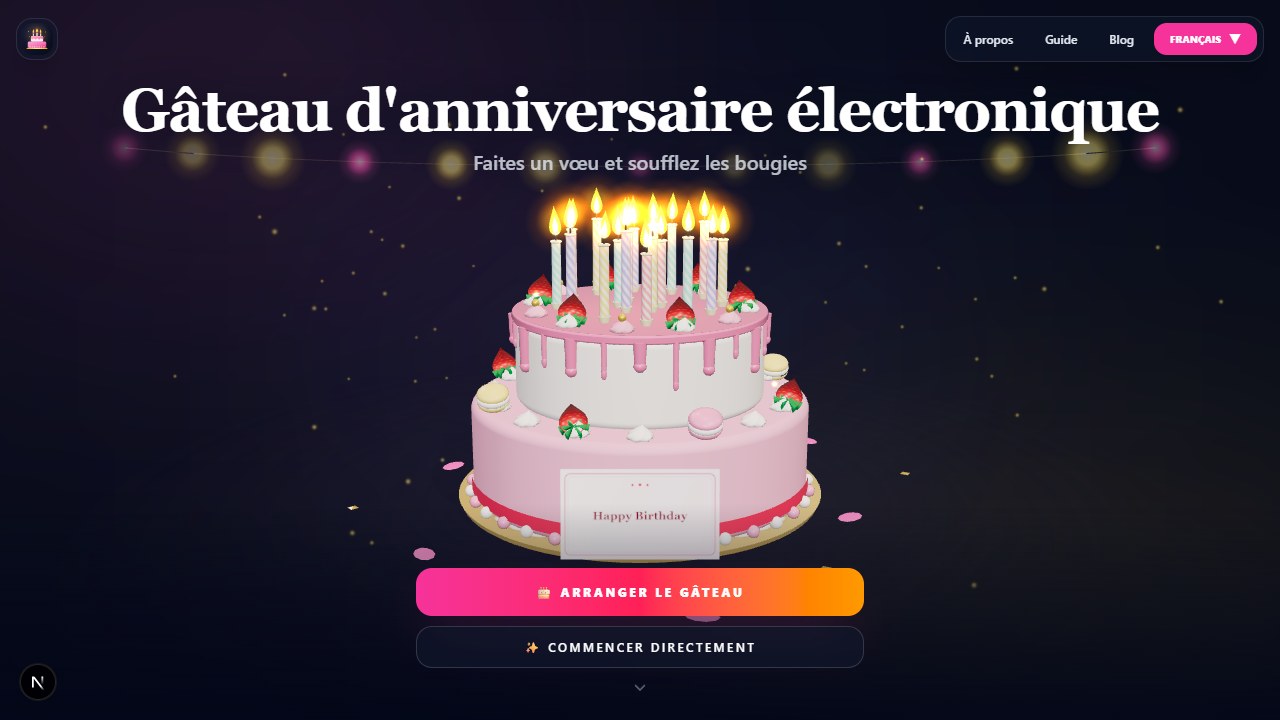 À propos
Guide
Blog
FRANÇAIS ▼
Gâteau d'anniversaire électronique
Faites un vœu et soufflez les bougies
Happy Birthday
🎂 ARRANGER LE GÂTEAU
✨ COMMENCER DIRECTEMENT
N